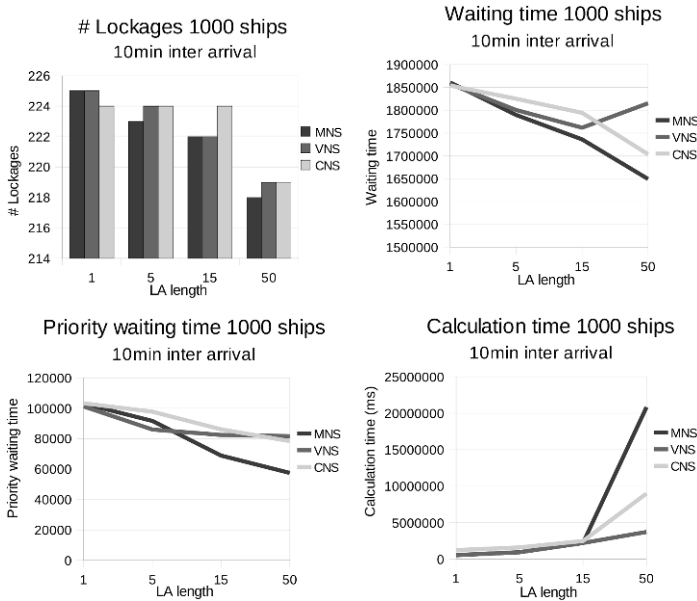 # Lockages 1000 ships
10min inter arrival
226
224
222
220
218
216
214
# Lockages
1
5
15
50
LA length
MNS
VNS
CNS
Waiting time 1000 ships
10min inter arrival
1900000
1850000
1800000
1750000
1700000
1650000
1600000
1550000
1500000
Waiting time
1
5
15
50
LA length
MNS
VNS
CNS
Priority waiting time 1000 ships
10min inter arrival
120000
100000
80000
60000
40000
20000
0
Priority waiting time
1
5
15
50
LA length
MNS
VNS
CNS
Calculation time 1000 ships
10min inter arrival
25000000
20000000
15000000
10000000
5000000
0
Calculation time (ms)
1
5
15
50
LA length
MNS
VNS
CNS